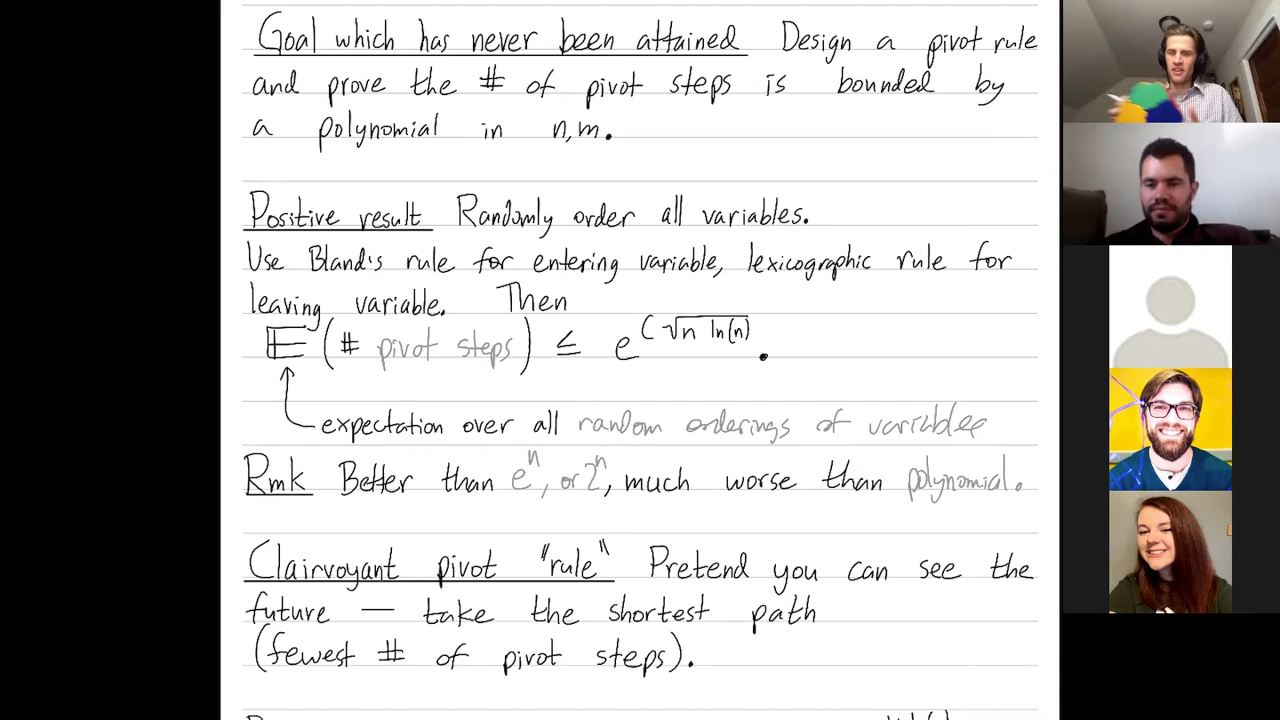 Goal which has never been attained Design a pivot rule
and prove the # of pivot steps is bounded by
a polynomial in n,m.
Positive result Randomly order all variables.
Use Bland's rule for entering variable, lexicographic rule for
leaving variable. Then
𝔼 (# pivot steps) ≤ e^(C √(n ln(n))).
expectation over all random orderings of variables
Rmk Better than eⁿ, or 2ⁿ, much worse than polynomial.
Clairvoyant pivot "rule" Pretend you can see the
future — take the shortest path
(fewest # of pivot steps).